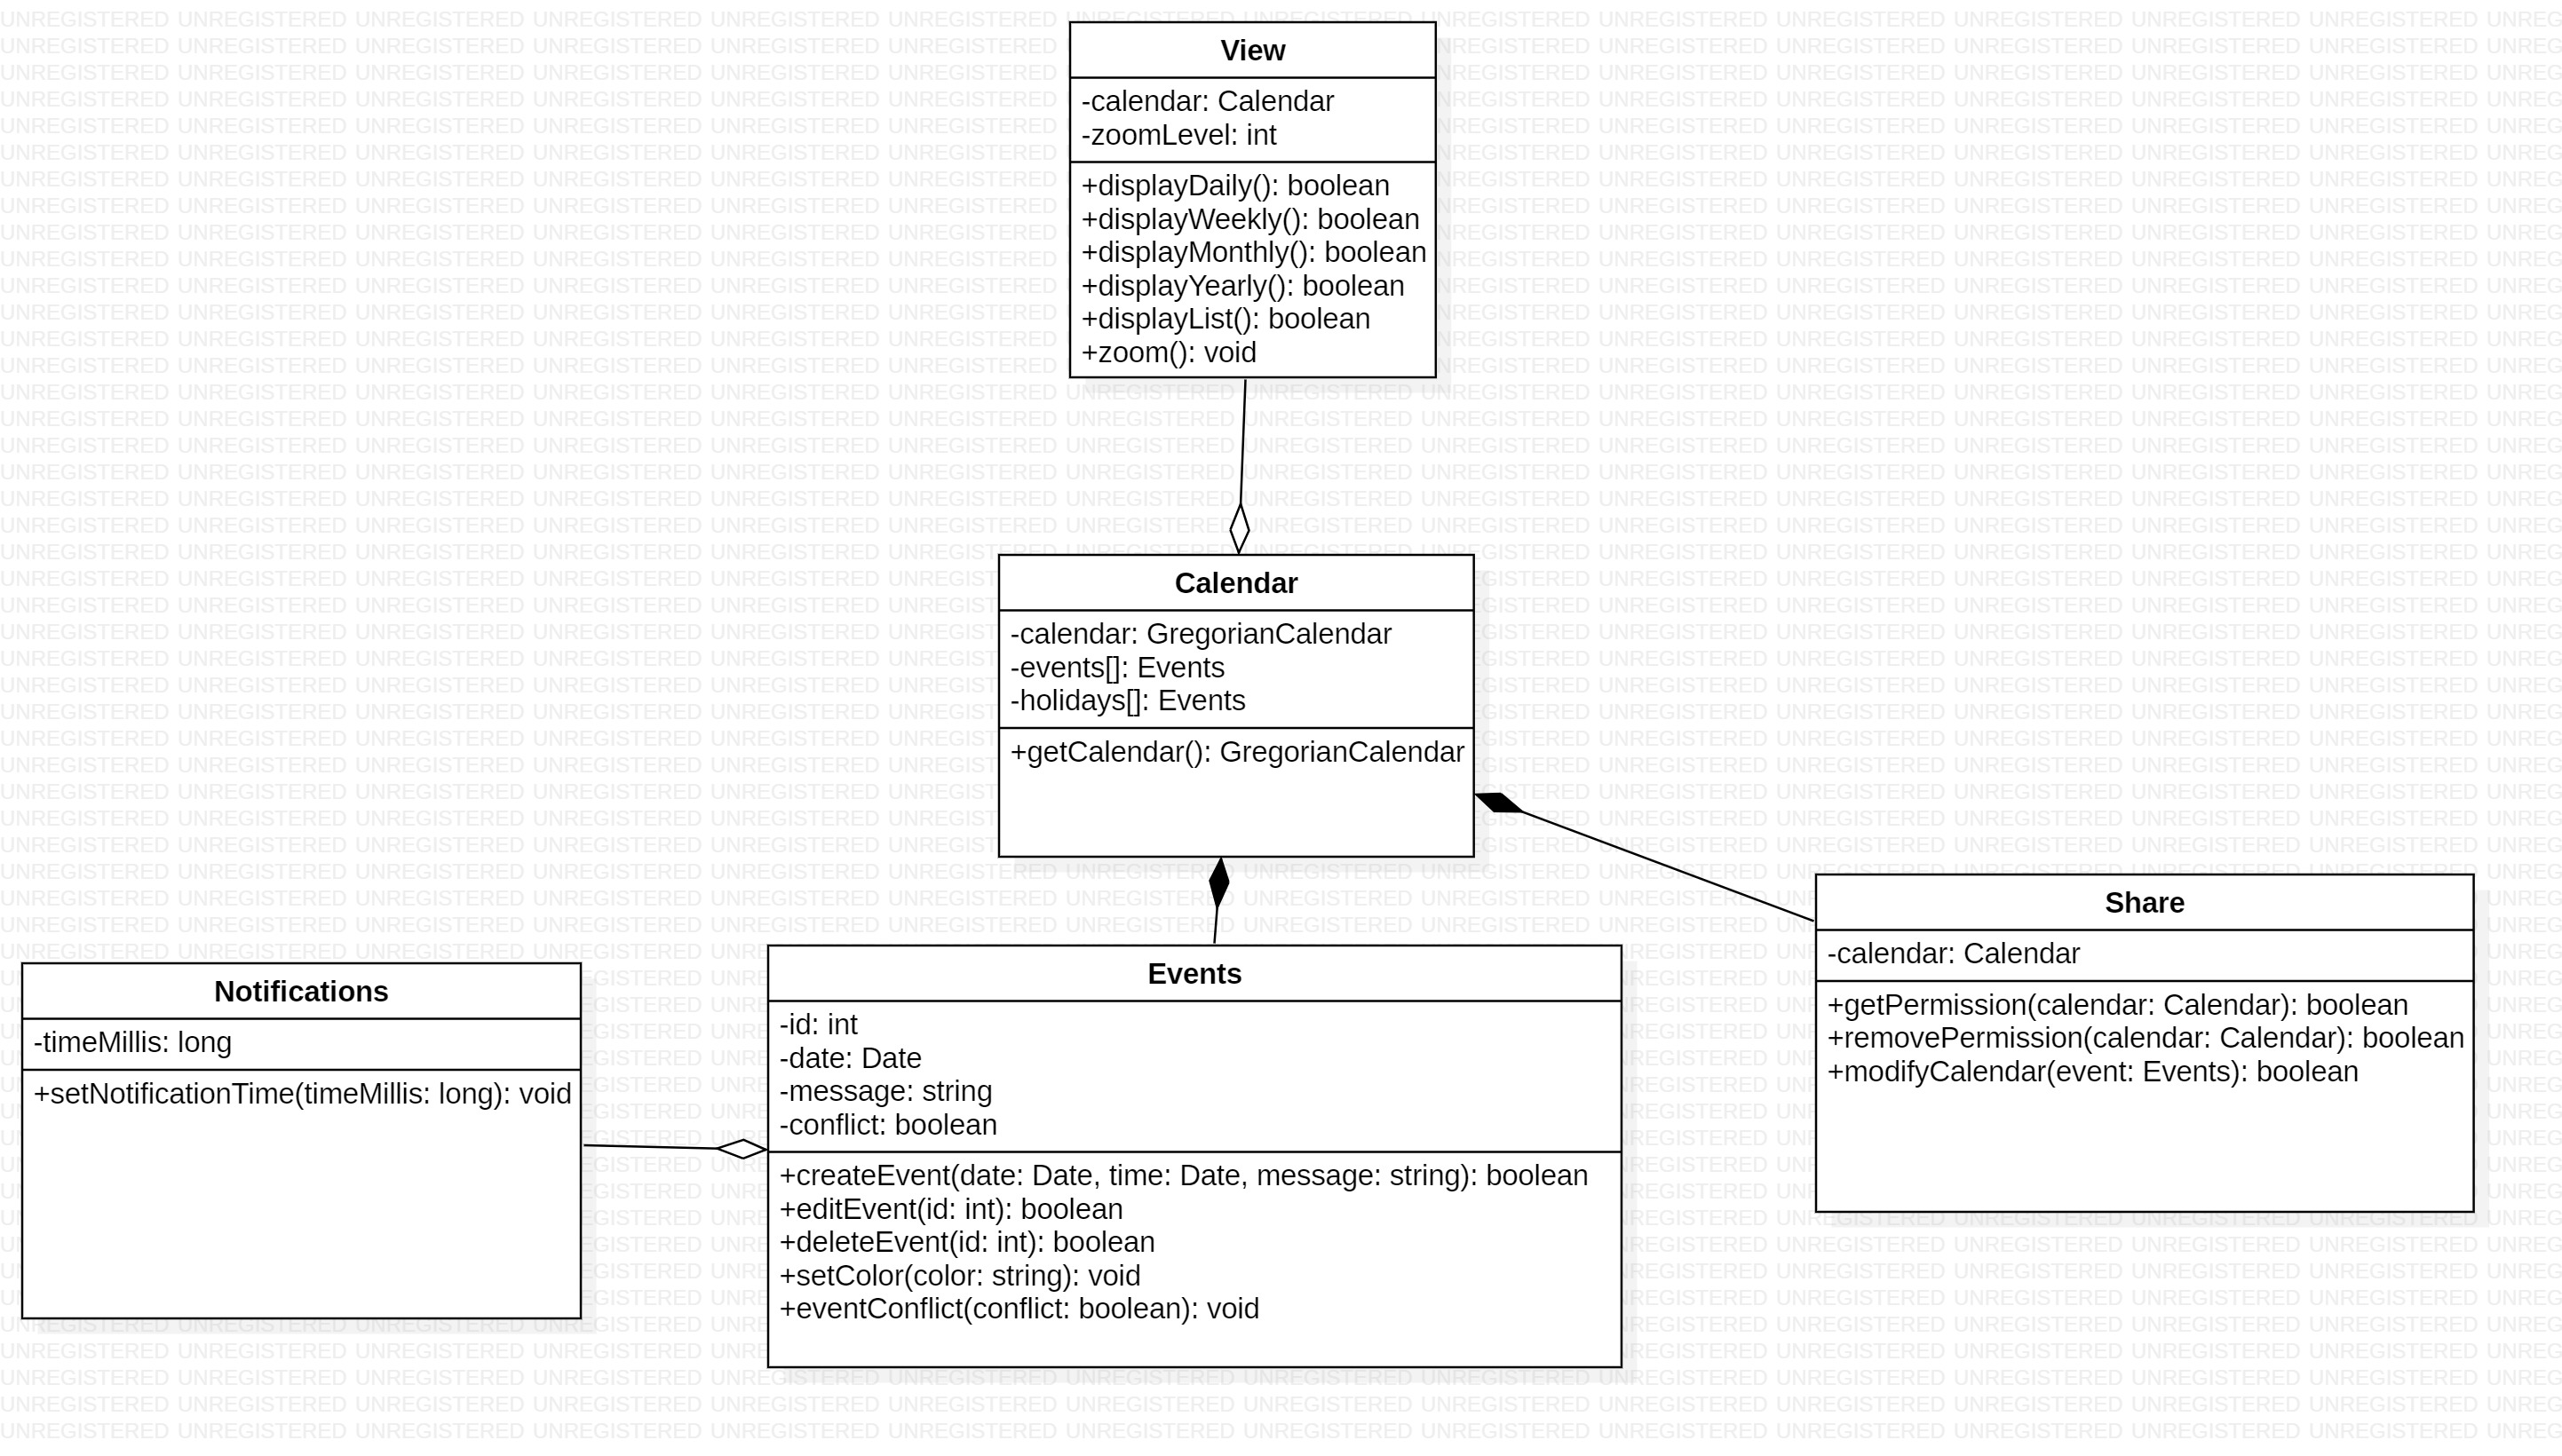 View
-calendar: Calendar
-zoomLevel: int
+displayDaily(): boolean
+displayWeekly(): boolean
+displayMonthly(): boolean
+displayYearly(): boolean
+displayList(): boolean
+zoom(): void
Calendar
-calendar: GregorianCalendar
-events[]: Events
-holidays[]: Events
+getCalendar(): GregorianCalendar
Share
-calendar: Calendar
+getPermission(calendar: Calendar): boolean
+removePermission(calendar: Calendar): boolean
+modifyCalendar(event: Events): boolean
Events
-id: int
-date: Date
-message: string
-conflict: boolean
+createEvent(date: Date, time: Date, message: string): boolean
+editEvent(id: int): boolean
+deleteEvent(id: int): boolean
+setColor(color: string): void
+eventConflict(conflict: boolean): void
Notifications
-timeMillis: long
+setNotificationTime(timeMillis: long): void
UNREGISTERED